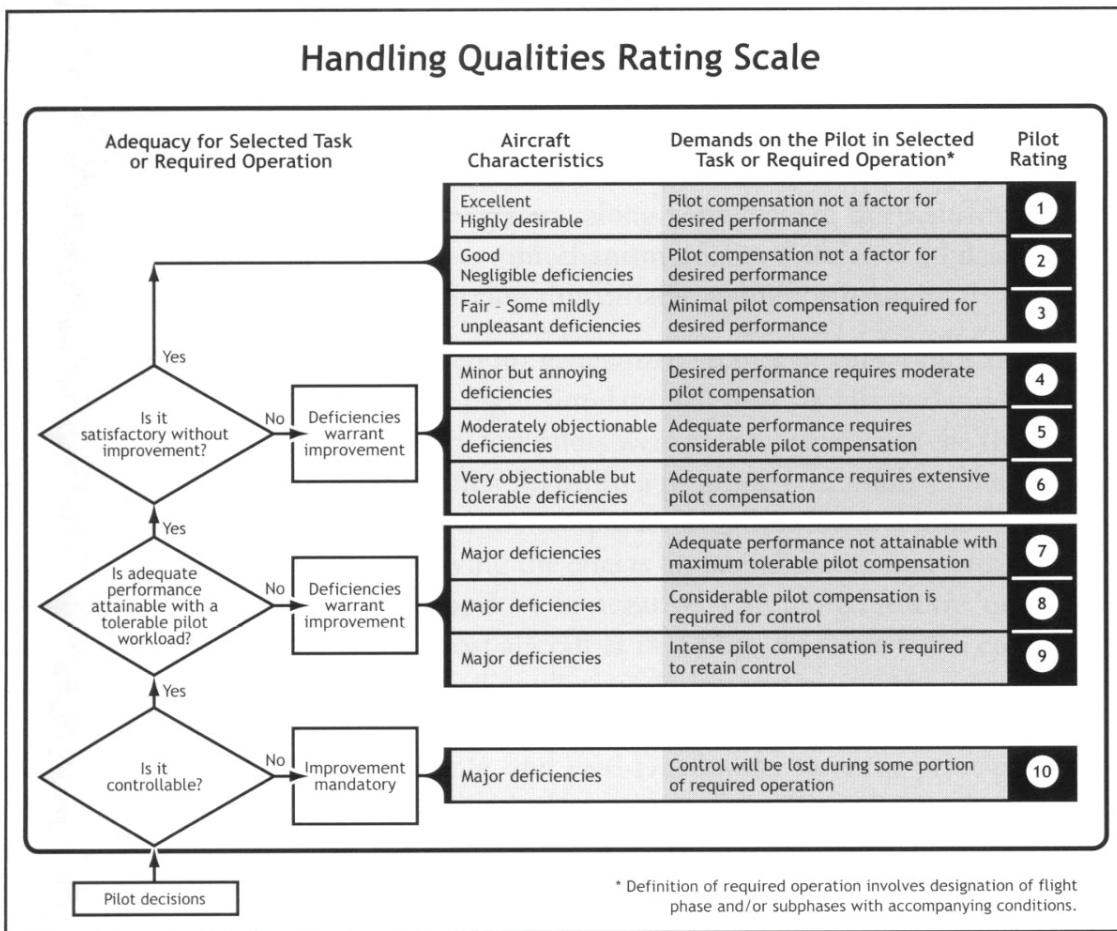 Handling Qualities Rating Scale
Adequacy for Selected Task
or Required Operation
Aircraft
Characteristics
Demands on the Pilot in Selected
Task or Required Operation*
Pilot
Rating
Excellent
Highly desirable
Pilot compensation not a factor for
desired performance
1
Good
Negligible deficiencies
Pilot compensation not a factor for
desired performance
2
Fair – Some mildly
unpleasant deficiencies
Minimal pilot compensation required for
desired performance
3
Yes
Is it
satisfactory without
improvement?
No
Deficiencies
warrant
improvement
Minor but annoying
deficiencies
Desired performance requires moderate
pilot compensation
4
Moderately objectionable
deficiencies
Adequate performance requires
considerable pilot compensation
5
Very objectionable but
tolerable deficiencies
Adequate performance requires extensive
pilot compensation
6
Yes
Is adequate
performance
attainable with a
tolerable pilot
workload?
No
Deficiencies
warrant
improvement
Major deficiencies
Adequate performance not attainable with
maximum tolerable pilot compensation
7
Major deficiencies
Considerable pilot compensation is
required for control
8
Major deficiencies
Intense pilot compensation is required
to retain control
9
Yes
Is it
controllable?
No
Improvement
mandatory
Major deficiencies
Control will be lost during some portion
of required operation
10
Pilot decisions
* Definition of required operation involves designation of flight
phase and/or subphases with accompanying conditions.